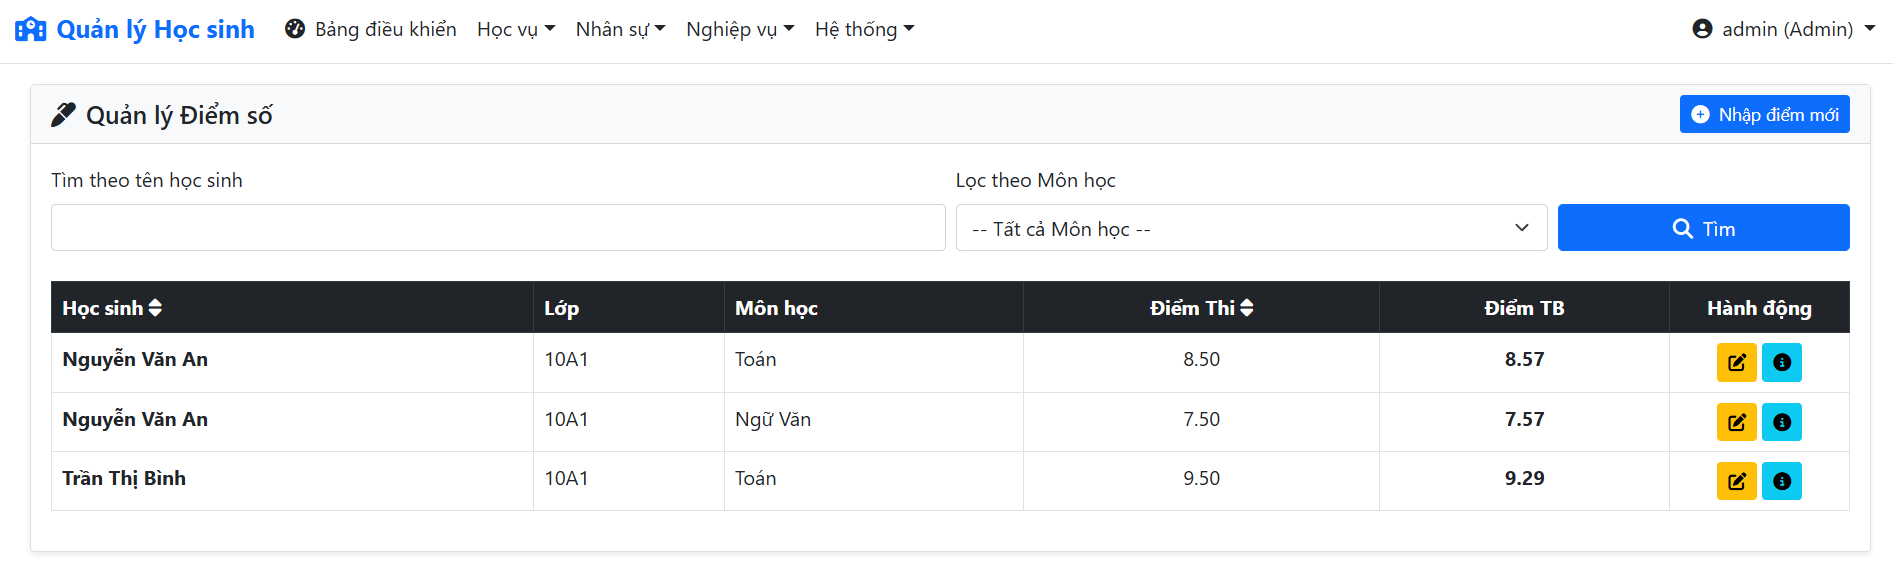 Quản lý Học sinh Bảng điều khiển Học vụ Nhân sự Nghiệp vụ Hệ thống admin (Admin)
Quản lý Điểm số Nhập điểm mới
Tìm theo tên học sinh Lọc theo Môn học
-- Tất cả Môn học -- Tìm
Học sinh Lớp Môn học Điểm Thi Điểm TB Hành động
Nguyễn Văn An 10A1 Toán 8.50 8.57
Nguyễn Văn An 10A1 Ngữ Văn 7.50 7.57
Trần Thị Bình 10A1 Toán 9.50 9.29